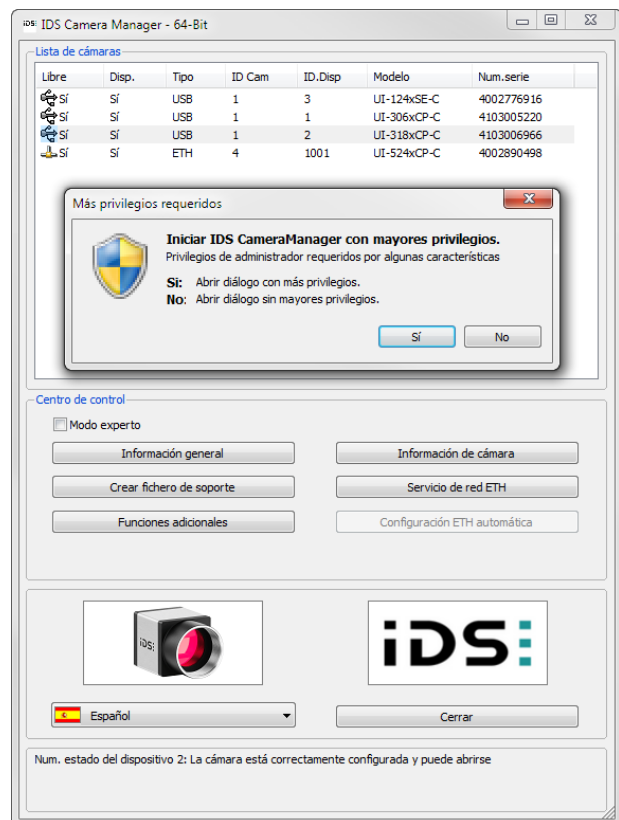 IDS Camera Manager - 64-Bit
Lista de cámaras
Libre Disp. Tipo ID Cam ID.Disp Modelo Num.serie
Sí Sí USB 1 3 UI-124xSE-C 4002776916
Sí Sí USB 1 1 UI-306xCP-C 4103005220
Sí Sí USB 1 2 UI-318xCP-C 4103006966
Sí Sí ETH 4 1001 UI-524xCP-C 4002890498
Más privilegios requeridos
Iniciar IDS CameraManager con mayores privilegios.
Privilegios de administrador requeridos por algunas características
Si: Abrir diálogo con más privilegios.
No: Abrir diálogo sin mayores privilegios.
Sí No
Centro de control
Modo experto
Información general Información de cámara
Crear fichero de soporte Servicio de red ETH
Funciones adicionales Configuración ETH automática
iDS: iDS:
Español Cerrar
Num. estado del dispositivo 2: La cámara está correctamente configurada y puede abrirse